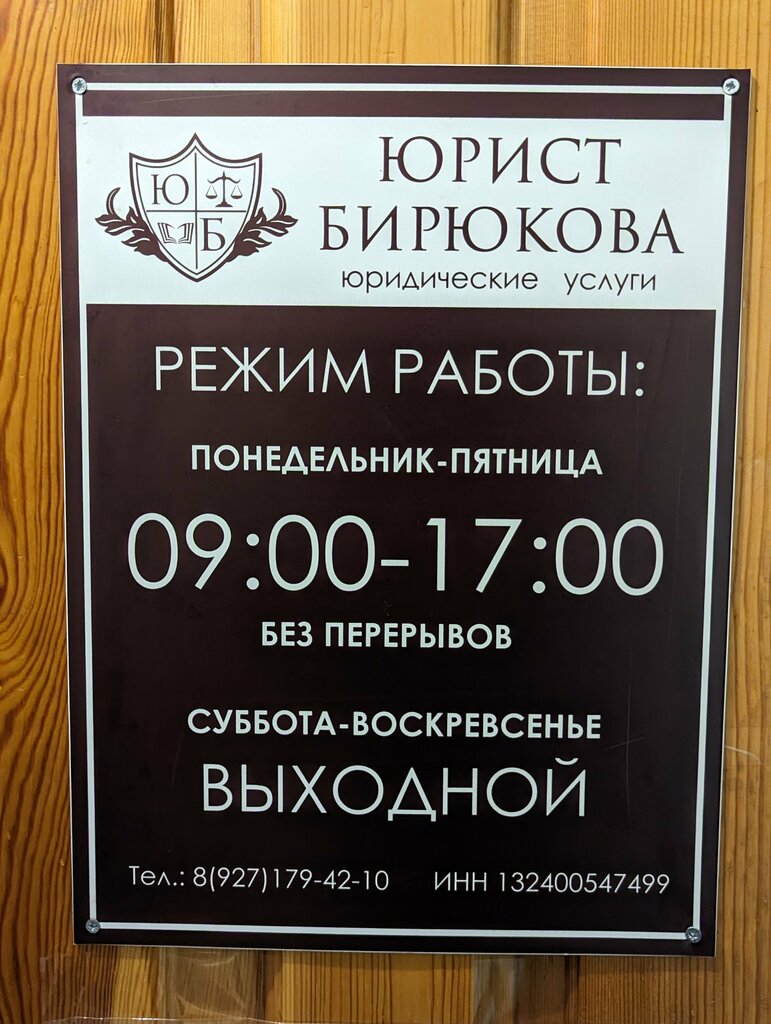 Ю
Б
ЮРИСТ
БИРЮКОВА
юридические услуги
РЕЖИМ РАБОТЫ:
ПОНЕДЕЛЬНИК-ПЯТНИЦА
09:00-17:00
БЕЗ ПЕРЕРЫВОВ
СУББОТА-ВОСКРЕВСЕНЬЕ
ВЫХОДНОЙ
Тел.: 8(927)179-42-10 ИНН 132400547499